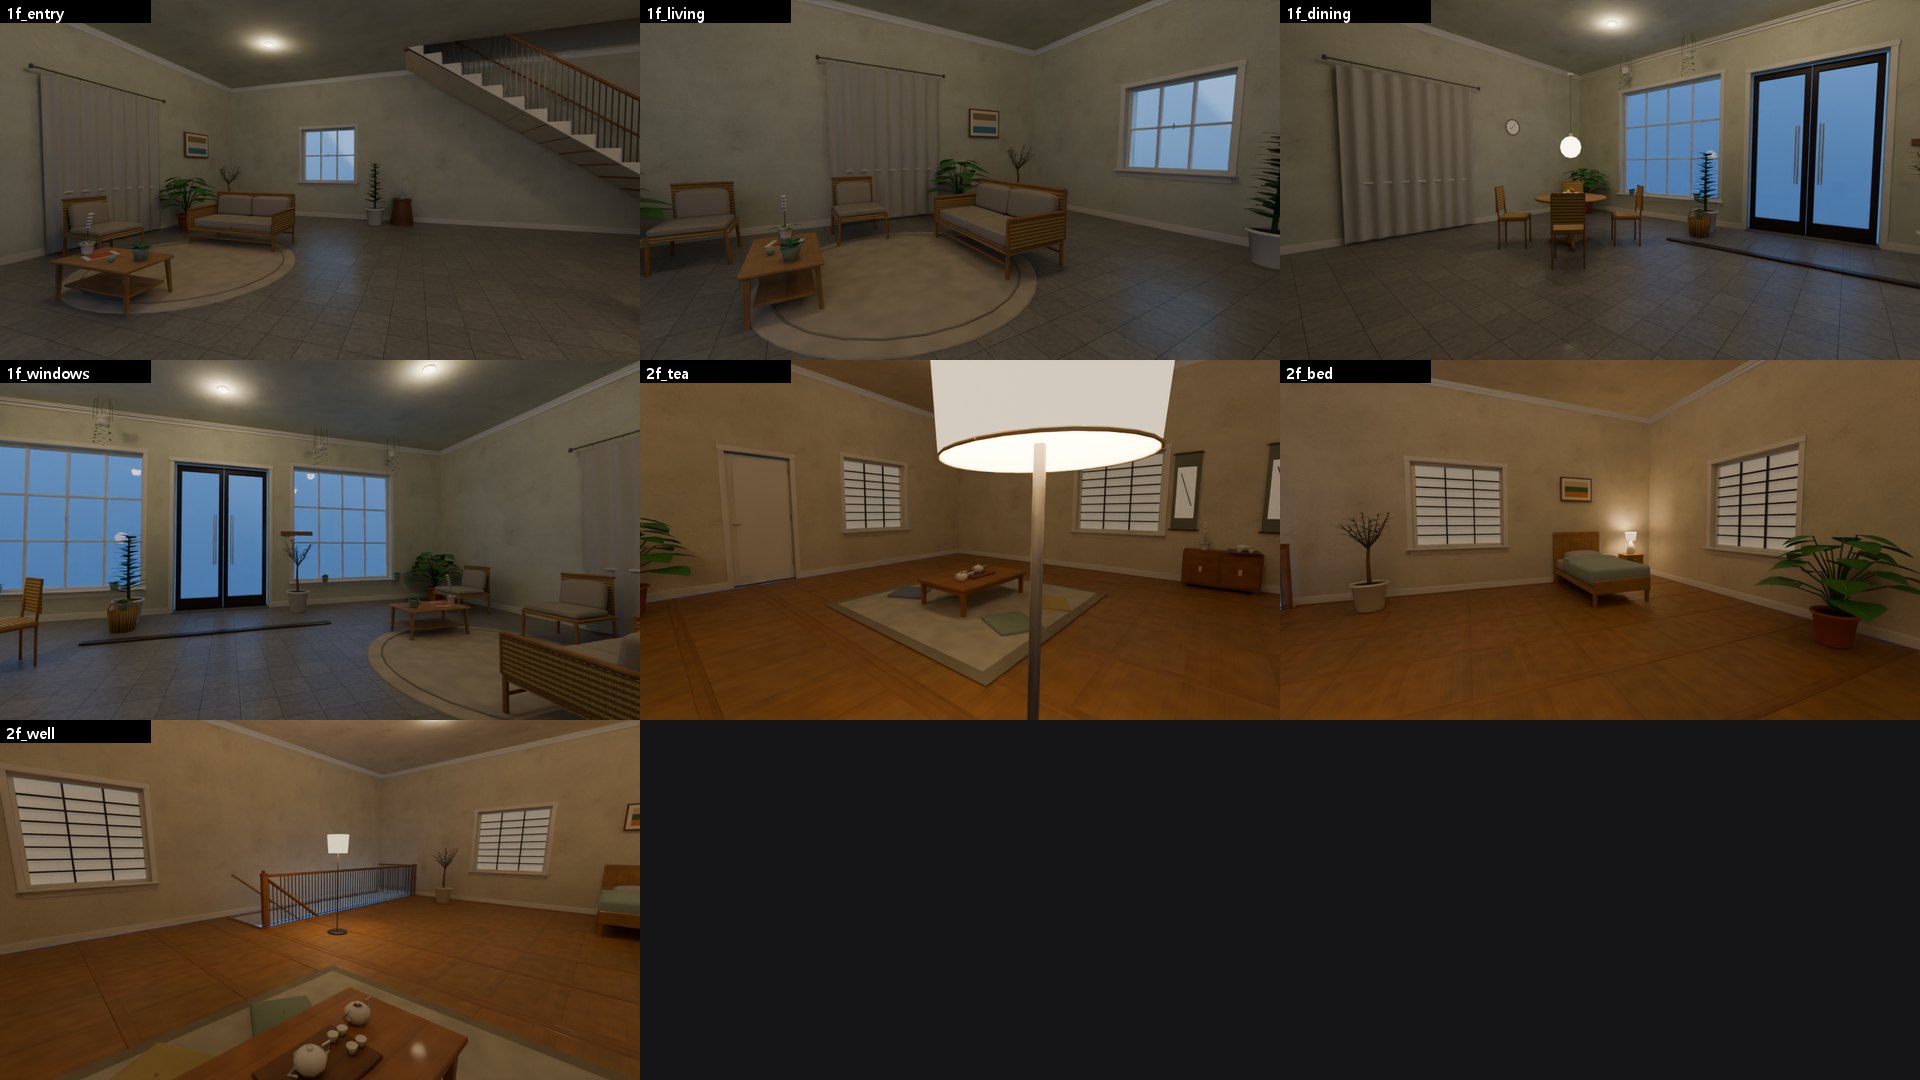 1f_entry
1f_living
1f_dining
1f_windows
2f_tea
2f_bed
2f_well